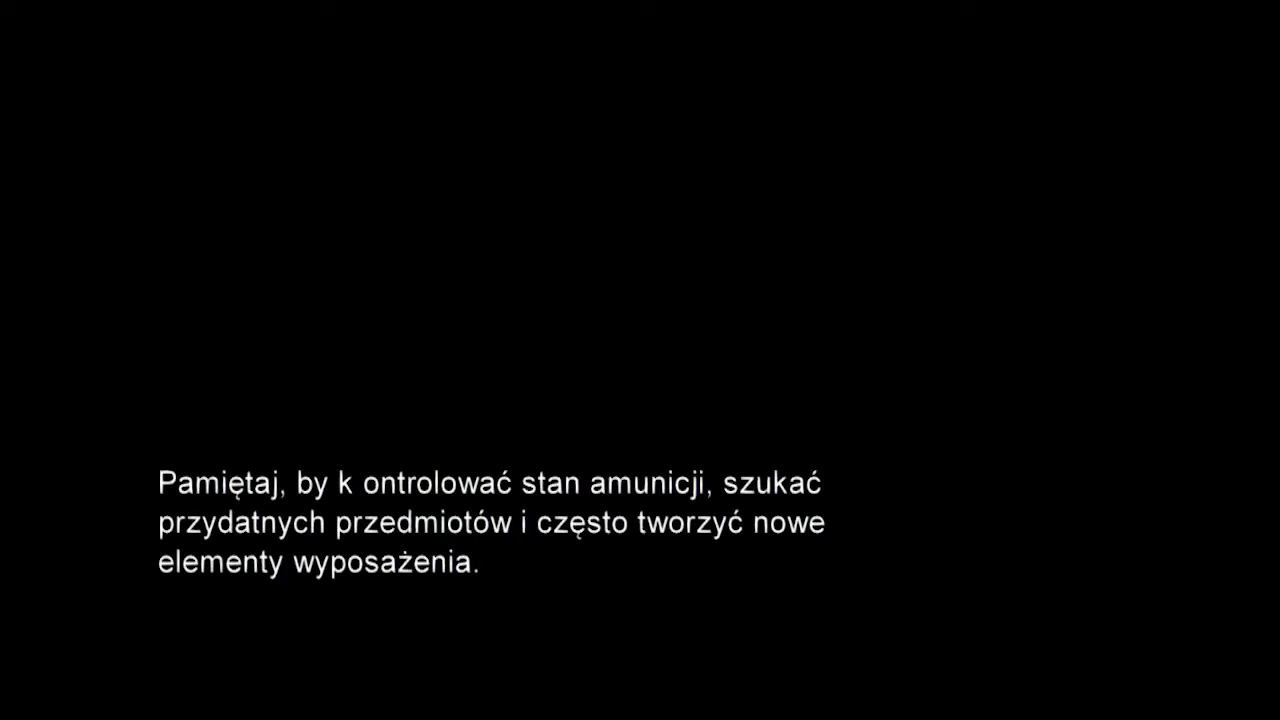 Pamiętaj, by k ontrolować stan amunicji, szukać
przydatnych przedmiotów i często tworzyć nowe
elementy wyposażenia.